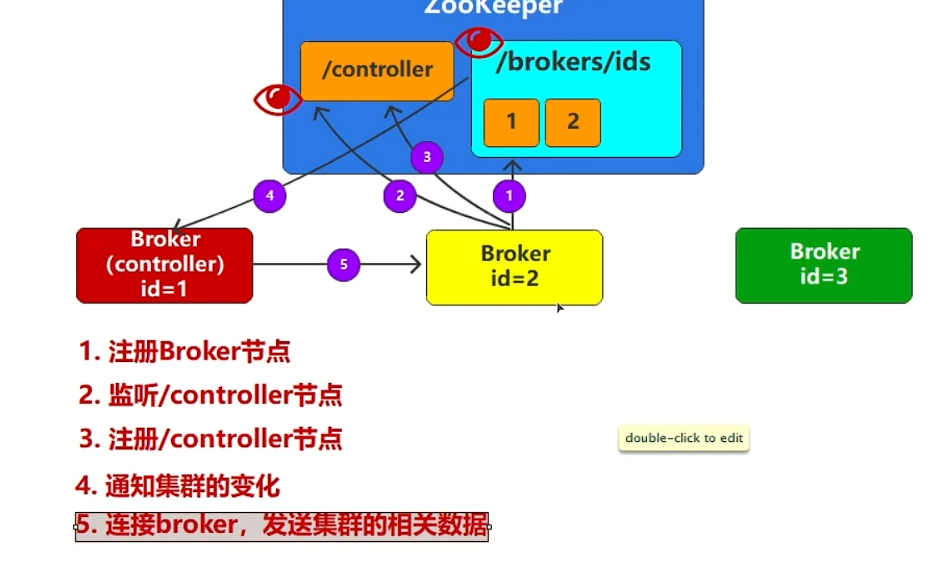 ZooKeeper
/controller
/brokers/ids
1
2
3
4
2
1
Broker
(controller)
id=1
5
Broker
id=2
Broker
id=3
1. 注册Broker节点
2. 监听/controller节点
3. 注册/controller节点
double-click to edit
4. 通知集群的变化
5. 连接broker，发送集群的相关数据